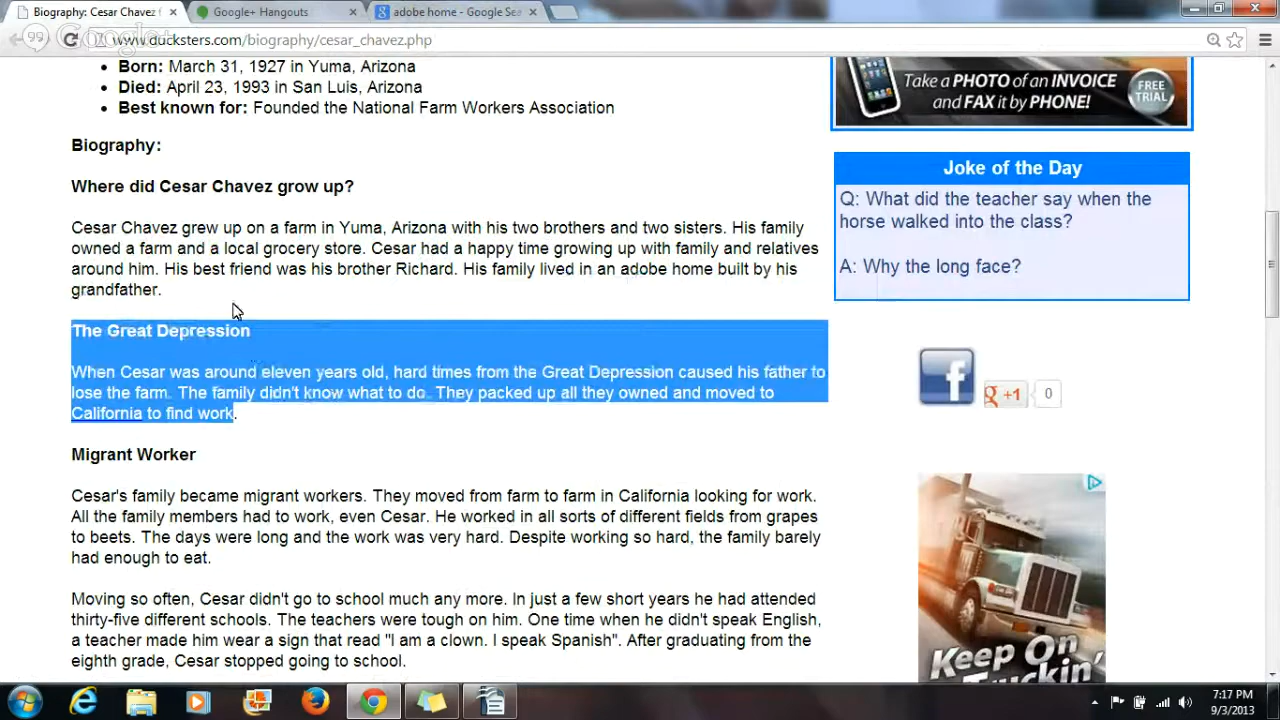 Biography: Cesar Chavez
Google+ Hangouts
adobe home - Google Sea
Google+
www.ducksters.com/biography/cesar_chavez.php
Born: March 31, 1927 in Yuma, Arizona
Died: April 23, 1993 in San Luis, Arizona
Best known for: Founded the National Farm Workers Association
Biography:
Where did Cesar Chavez grow up?
Cesar Chavez grew up on a farm in Yuma, Arizona with his two brothers and two sisters. His family
owned a farm and a local grocery store. Cesar had a happy time growing up with family and relatives
around him. His best friend was his brother Richard. His family lived in an adobe home built by his
grandfather.
The Great Depression
When Cesar was around eleven years old, hard times from the Great Depression caused his father to
lose the farm. The family didn't know what to do. They packed up all they owned and moved to
California to find work.
Migrant Worker
Cesar's family became migrant workers. They moved from farm to farm in California looking for work.
All the family members had to work, even Cesar. He worked in all sorts of different fields from grapes
to beets. The days were long and the work was very hard. Despite working so hard, the family barely
had enough to eat.
Moving so often, Cesar didn't go to school much any more. In just a few short years he had attended
thirty-five different schools. The teachers were tough on him. One time when he didn't speak English,
a teacher made him wear a sign that read "I am a clown. I speak Spanish". After graduating from the
eighth grade, Cesar stopped going to school.
Take a PHOTO of an INVOICE
and FAX it by PHONE!
FREE
TRIAL
Joke of the Day
Q: What did the teacher say when the
horse walked into the class?
A: Why the long face?
f
g +1
0
Keep On
Truckin'
7:17 PM
9/3/2013